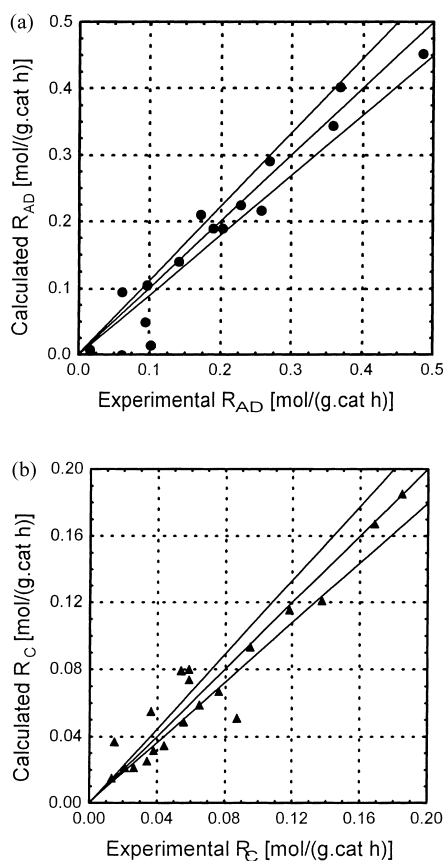 (a)
0.5
0.4
0.3
0.2
0.1
0.0
Calculated R_AD [mol/(g.cat h)]
0.1 0.2 0.3 0.4 0.5
Experimental R_AD [mol/(g.cat h)]
(b)
0.20
0.16
0.12
0.08
0.04
0.00
Calculated R_C [mol/(g.cat h)]
0.00 0.04 0.08 0.12 0.16 0.20
Experimental R_C [mol/(g.cat h)]